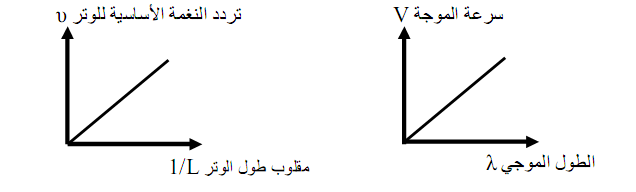 سرعة الموجة V
الطول الموجي λ
تردد النغمة الأساسية للوتر υ
مقلوب طول الوتر 1/L